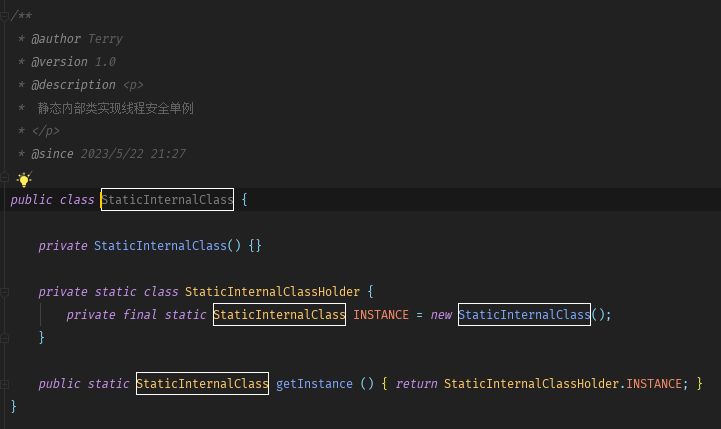 /**
 * @author Terry
 * @version 1.0
 * @description <p>
 *  静态内部类实现线程安全单例
 * </p>
 * @since 2023/5/22 21:27
 */
public class StaticInternalClass {
    private StaticInternalClass() {}
    private static class StaticInternalClassHolder {
        private final static StaticInternalClass INSTANCE = new StaticInternalClass();
    }
    public static StaticInternalClass getInstance () { return StaticInternalClassHolder.INSTANCE; }
}